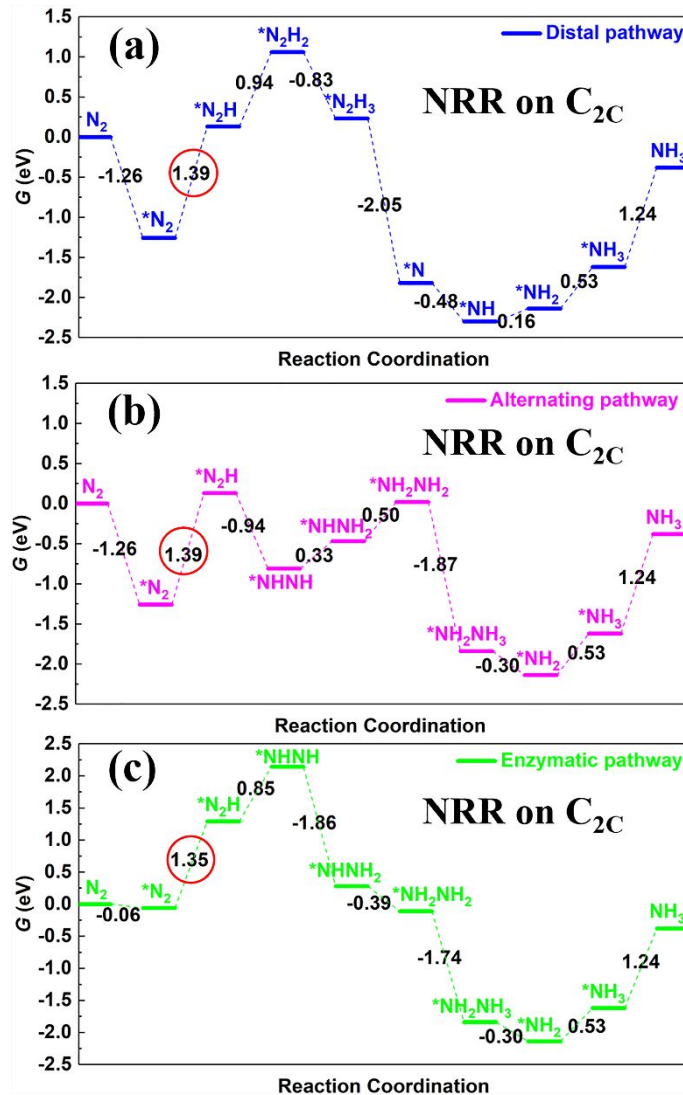 (a)
Distal pathway
NRR on C₂C
G (eV)
1.5
1.0
0.5
0.0
-0.5
-1.0
-1.5
-2.0
-2.5
N₂
-1.26
*N₂
1.39
*N₂H
0.94
*N₂H₂
-0.83
*N₂H₃
-2.05
*N
-0.48
*NH
0.16
*NH₂
0.53
*NH₃
1.24
NH₃
Reaction Coordination
(b)
Alternating pathway
NRR on C₂C
G (eV)
1.5
1.0
0.5
0.0
-0.5
-1.0
-1.5
-2.0
-2.5
N₂
-1.26
*N₂
1.39
*N₂H
-0.94
*NHNH
0.33
*NHNH₂
0.50
*NH₂NH₂
-1.87
*NH₂NH₃
-0.30
*NH₂
0.53
*NH₃
1.24
NH₃
Reaction Coordination
(c)
Enzymatic pathway
NRR on C₂C
G (eV)
2.5
2.0
1.5
1.0
0.5
0.0
-0.5
-1.0
-1.5
-2.0
-2.5
N₂
-0.06
*N₂
1.35
*N₂H
0.85
*NHNH
-1.86
*NHNH₂
-0.39
*NH₂NH₂
-1.74
*NH₂NH₃
-0.30
*NH₂
0.53
*NH₃
1.24
NH₃
Reaction Coordination